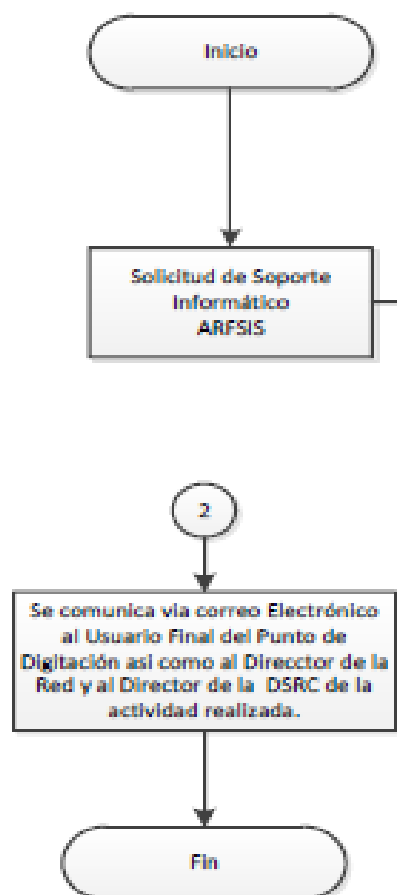 Inicio
Solicitud de Soporte
Informático
ARFSIS
2
Se comunica via correo Electrónico
al Usuario Final del Punto de
Digitación asi como al Direcctor de la
Red y al Director de la DSRC de la
actividad realizada.
Fin